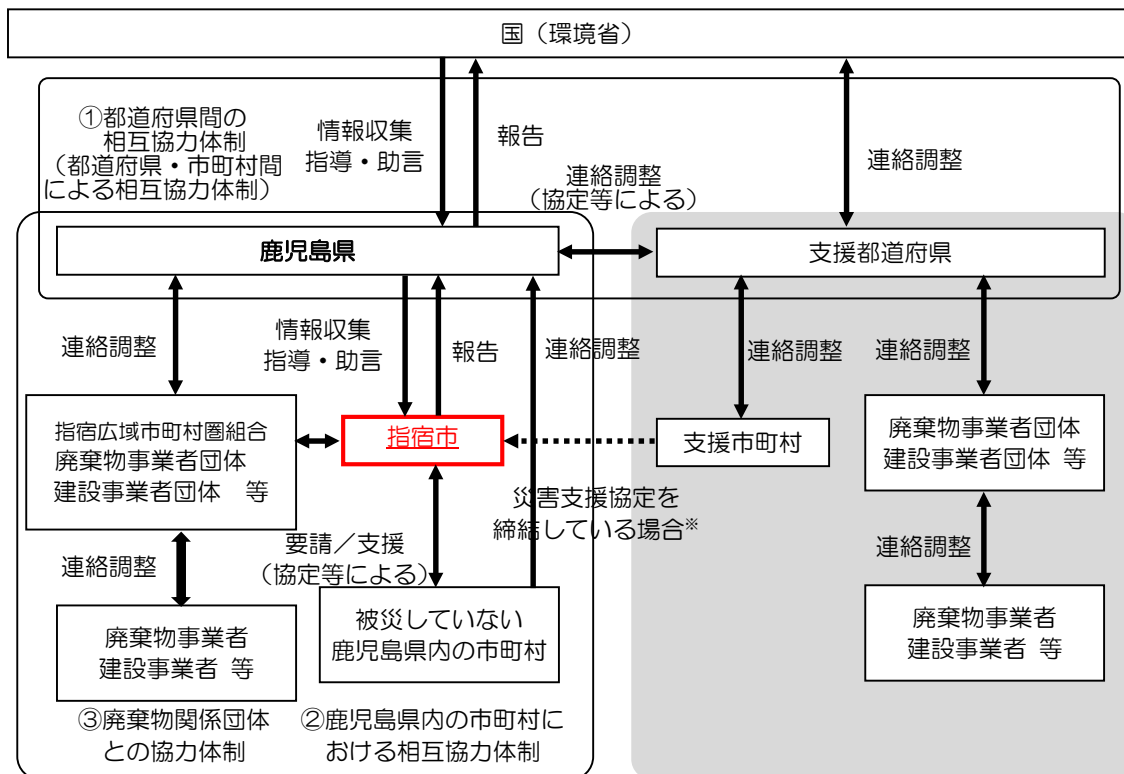 国（環境省）
①都道府県間の
相互協力体制
（都道府県・市町村間
による相互協力体制）
情報収集
指導・助言
報告
連絡調整
（協定等による）
連絡調整
鹿児島県
支援都道府県
連絡調整
情報収集
指導・助言
報告
連絡調整
連絡調整
連絡調整
指宿広域市町村圏組合
廃棄物事業者団体
建設事業者団体　等
指宿市
支援市町村
廃棄物事業者団体
建設事業者団体 等
災害支援協定を
締結している場合※
連絡調整
要請／支援
（協定等による）
連絡調整
廃棄物事業者
建設事業者 等
被災していない
鹿児島県内の市町村
廃棄物事業者
建設事業者 等
③廃棄物関係団体
との協力体制
②鹿児島県内の市町村に
おける相互協力体制